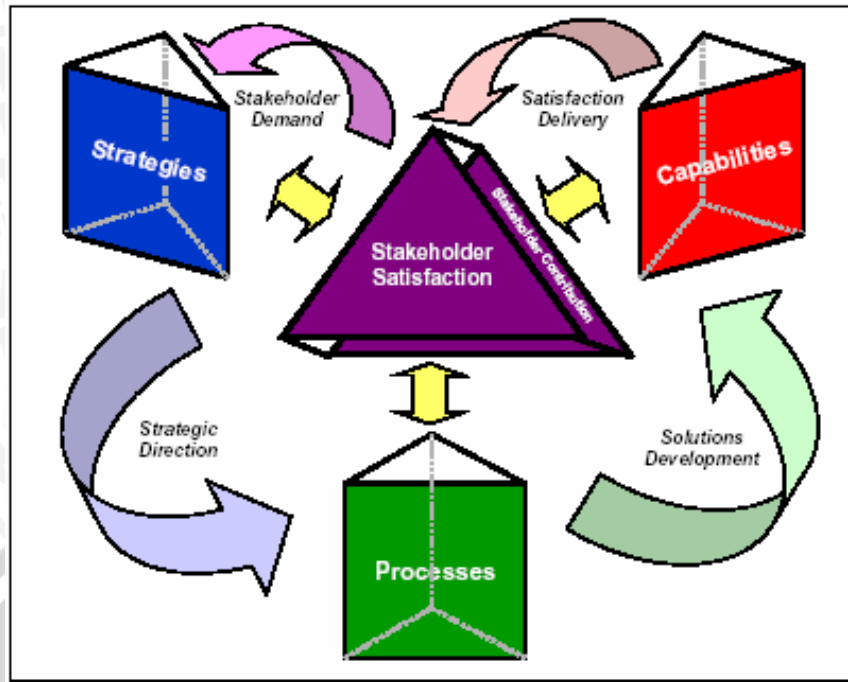 Stakeholder
Demand
Satisfaction
Delivery
Strategies
Capabilities
Stakeholder
Satisfaction
Stakeholder Contribution
Strategic
Direction
Solutions
Development
Processes